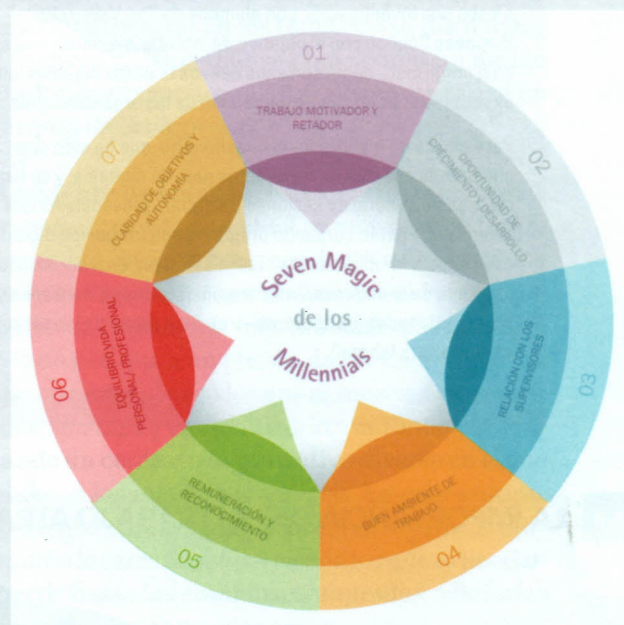 01
TRABAJO MOTIVADOR Y
RETADOR
02
OPORTUNIDAD DE
CRECIMIENTO Y DESARROLLO
03
RELACIÓN CON LOS
SUPERVISORES
04
BUEN AMBIENTE DE
TRABAJO
05
REMUNERACIÓN Y
RECONOCIMIENTO
06
EQUILIBRIO VIDA
PERSONAL/ PROFESIONAL
07
CLARIDAD DE OBJETIVOS Y
AUTONOMÍA
Seven Magic
de los
Millennials